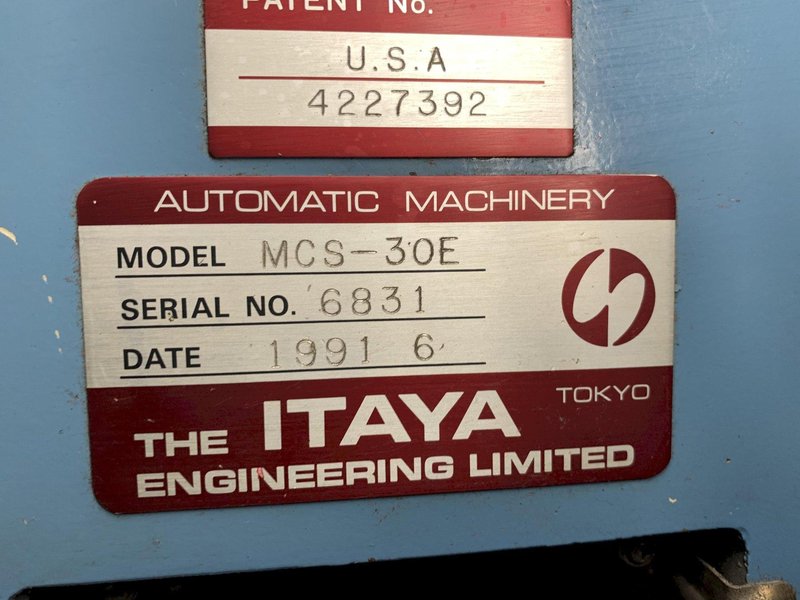 PATENT No.
U.S.A
4227392
AUTOMATIC MACHINERY
MODEL MCS-30E
SERIAL NO. 6831
DATE 1991 6
TOKYO
THE ITAYA
ENGINEERING LIMITED